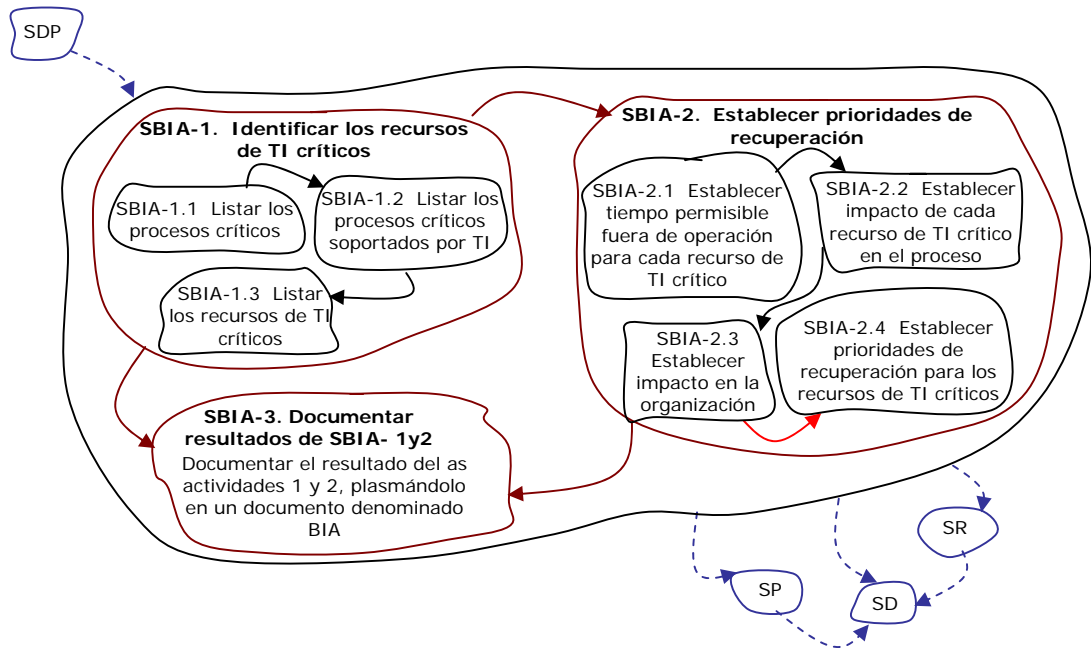 SDP
SBIA-1. Identificar los recursos
de TI críticos
SBIA-1.1 Listar los
procesos críticos
SBIA-1.2 Listar los
procesos críticos
soportados por TI
SBIA-1.3 Listar
los recursos de TI
críticos
SBIA-2. Establecer prioridades de
recuperación
SBIA-2.1 Establecer
tiempo permisible
fuera de operación
para cada recurso de
TI crítico
SBIA-2.2 Establecer
impacto de cada
recurso de TI crítico
en el proceso
SBIA-2.3
Establecer
impacto en la
organización
SBIA-2.4 Establecer
prioridades de
recuperación para los
recursos de TI críticos
SBIA-3. Documentar
resultados de SBIA- 1y2
Documentar el resultado del as
actividades 1 y 2, plasmándolo
en un documento denominado
BIA
SR
SP
SD